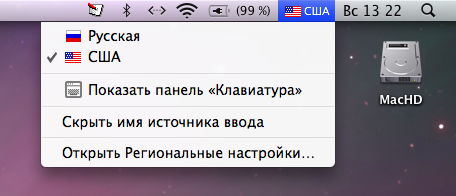 (99 %) США Вс 13 22
Русская
США
Показать панель «Клавиатура»
Скрыть имя источника ввода
Открыть Региональные настройки...
MacHD